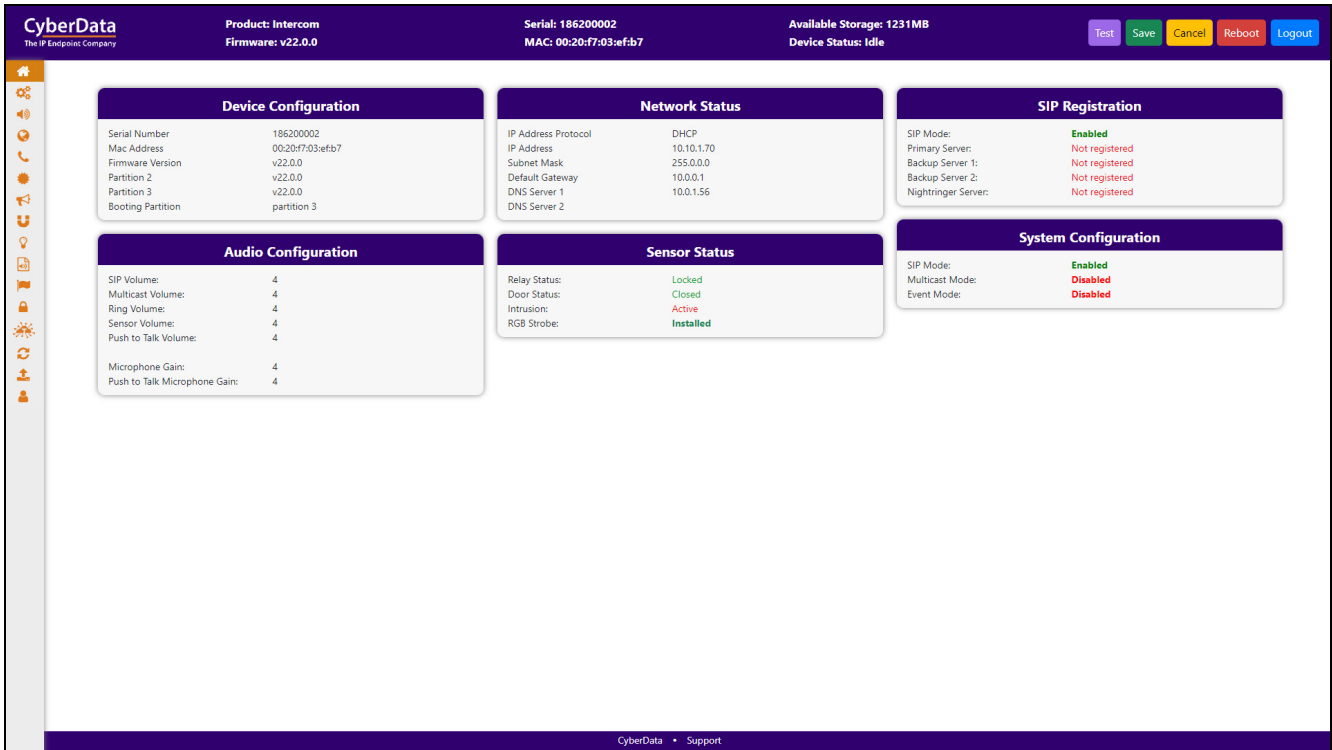 CyberData
The IP Endpoint Company
Product: Intercom
Firmware: v22.0.0
Serial: 186200002
MAC: 00:20:f7:03:ef:b7
Available Storage: 1231MB
Device Status: Idle
Test Save Cancel Reboot Logout
Device Configuration
Serial Number 186200002
Mac Address 00:20:f7:03:ef:b7
Firmware Version v22.0.0
Partition 2 v22.0.0
Partition 3 v22.0.0
Booting Partition partition 3
Network Status
IP Address Protocol DHCP
IP Address 10.10.1.70
Subnet Mask 255.0.0.0
Default Gateway 10.0.0.1
DNS Server 1 10.0.1.56
DNS Server 2
SIP Registration
SIP Mode: Enabled
Primary Server: Not registered
Backup Server 1: Not registered
Backup Server 2: Not registered
Nightringer Server: Not registered
Audio Configuration
SIP Volume: 4
Multicast Volume: 4
Ring Volume: 4
Sensor Volume: 4
Push to Talk Volume: 4
Microphone Gain: 4
Push to Talk Microphone Gain: 4
Sensor Status
Relay Status: Locked
Door Status: Closed
Intrusion: Active
RGB Strobe: Installed
System Configuration
SIP Mode: Enabled
Multicast Mode: Disabled
Event Mode: Disabled
CyberData • Support